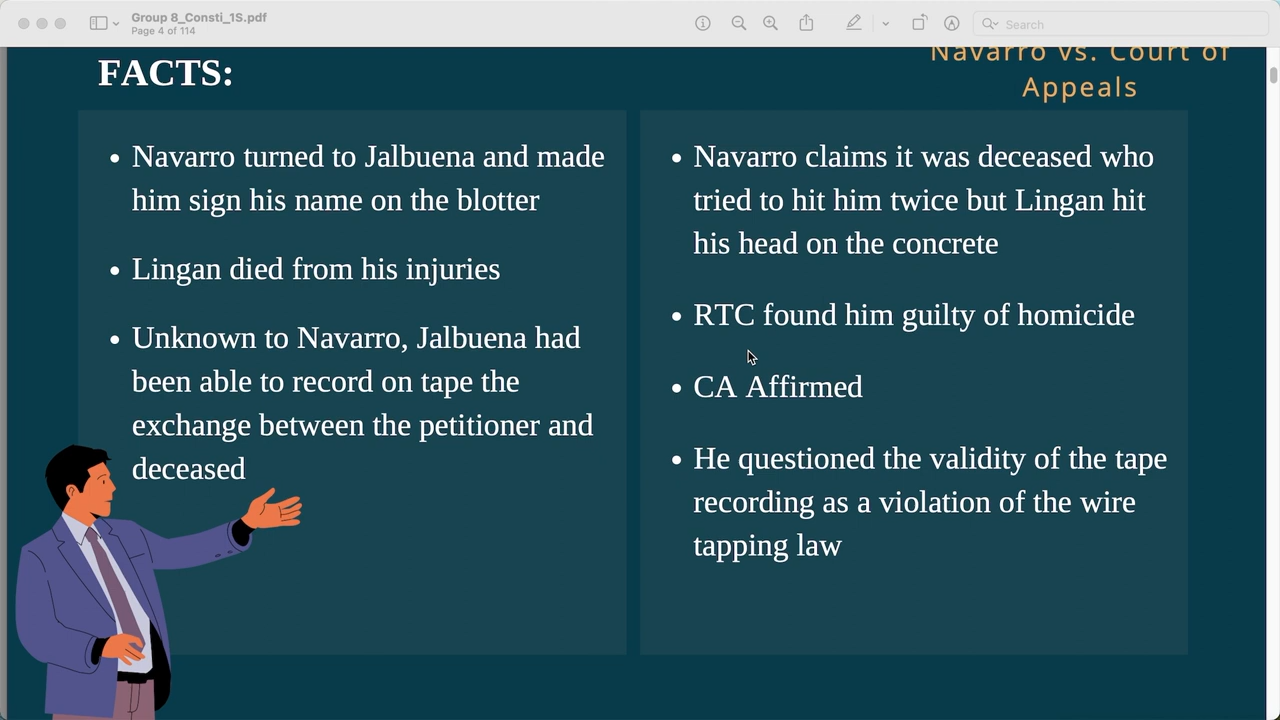 Group 8_Consti_1S.pdf
Page 4 of 114
Search
Navarro vs. Court of
Appeals
FACTS:
• Navarro turned to Jalbuena and made
him sign his name on the blotter
• Lingan died from his injuries
• Unknown to Navarro, Jalbuena had
been able to record on tape the
exchange between the petitioner and
deceased
• Navarro claims it was deceased who
tried to hit him twice but Lingan hit
his head on the concrete
• RTC found him guilty of homicide
• CA Affirmed
• He questioned the validity of the tape
recording as a violation of the wire
tapping law